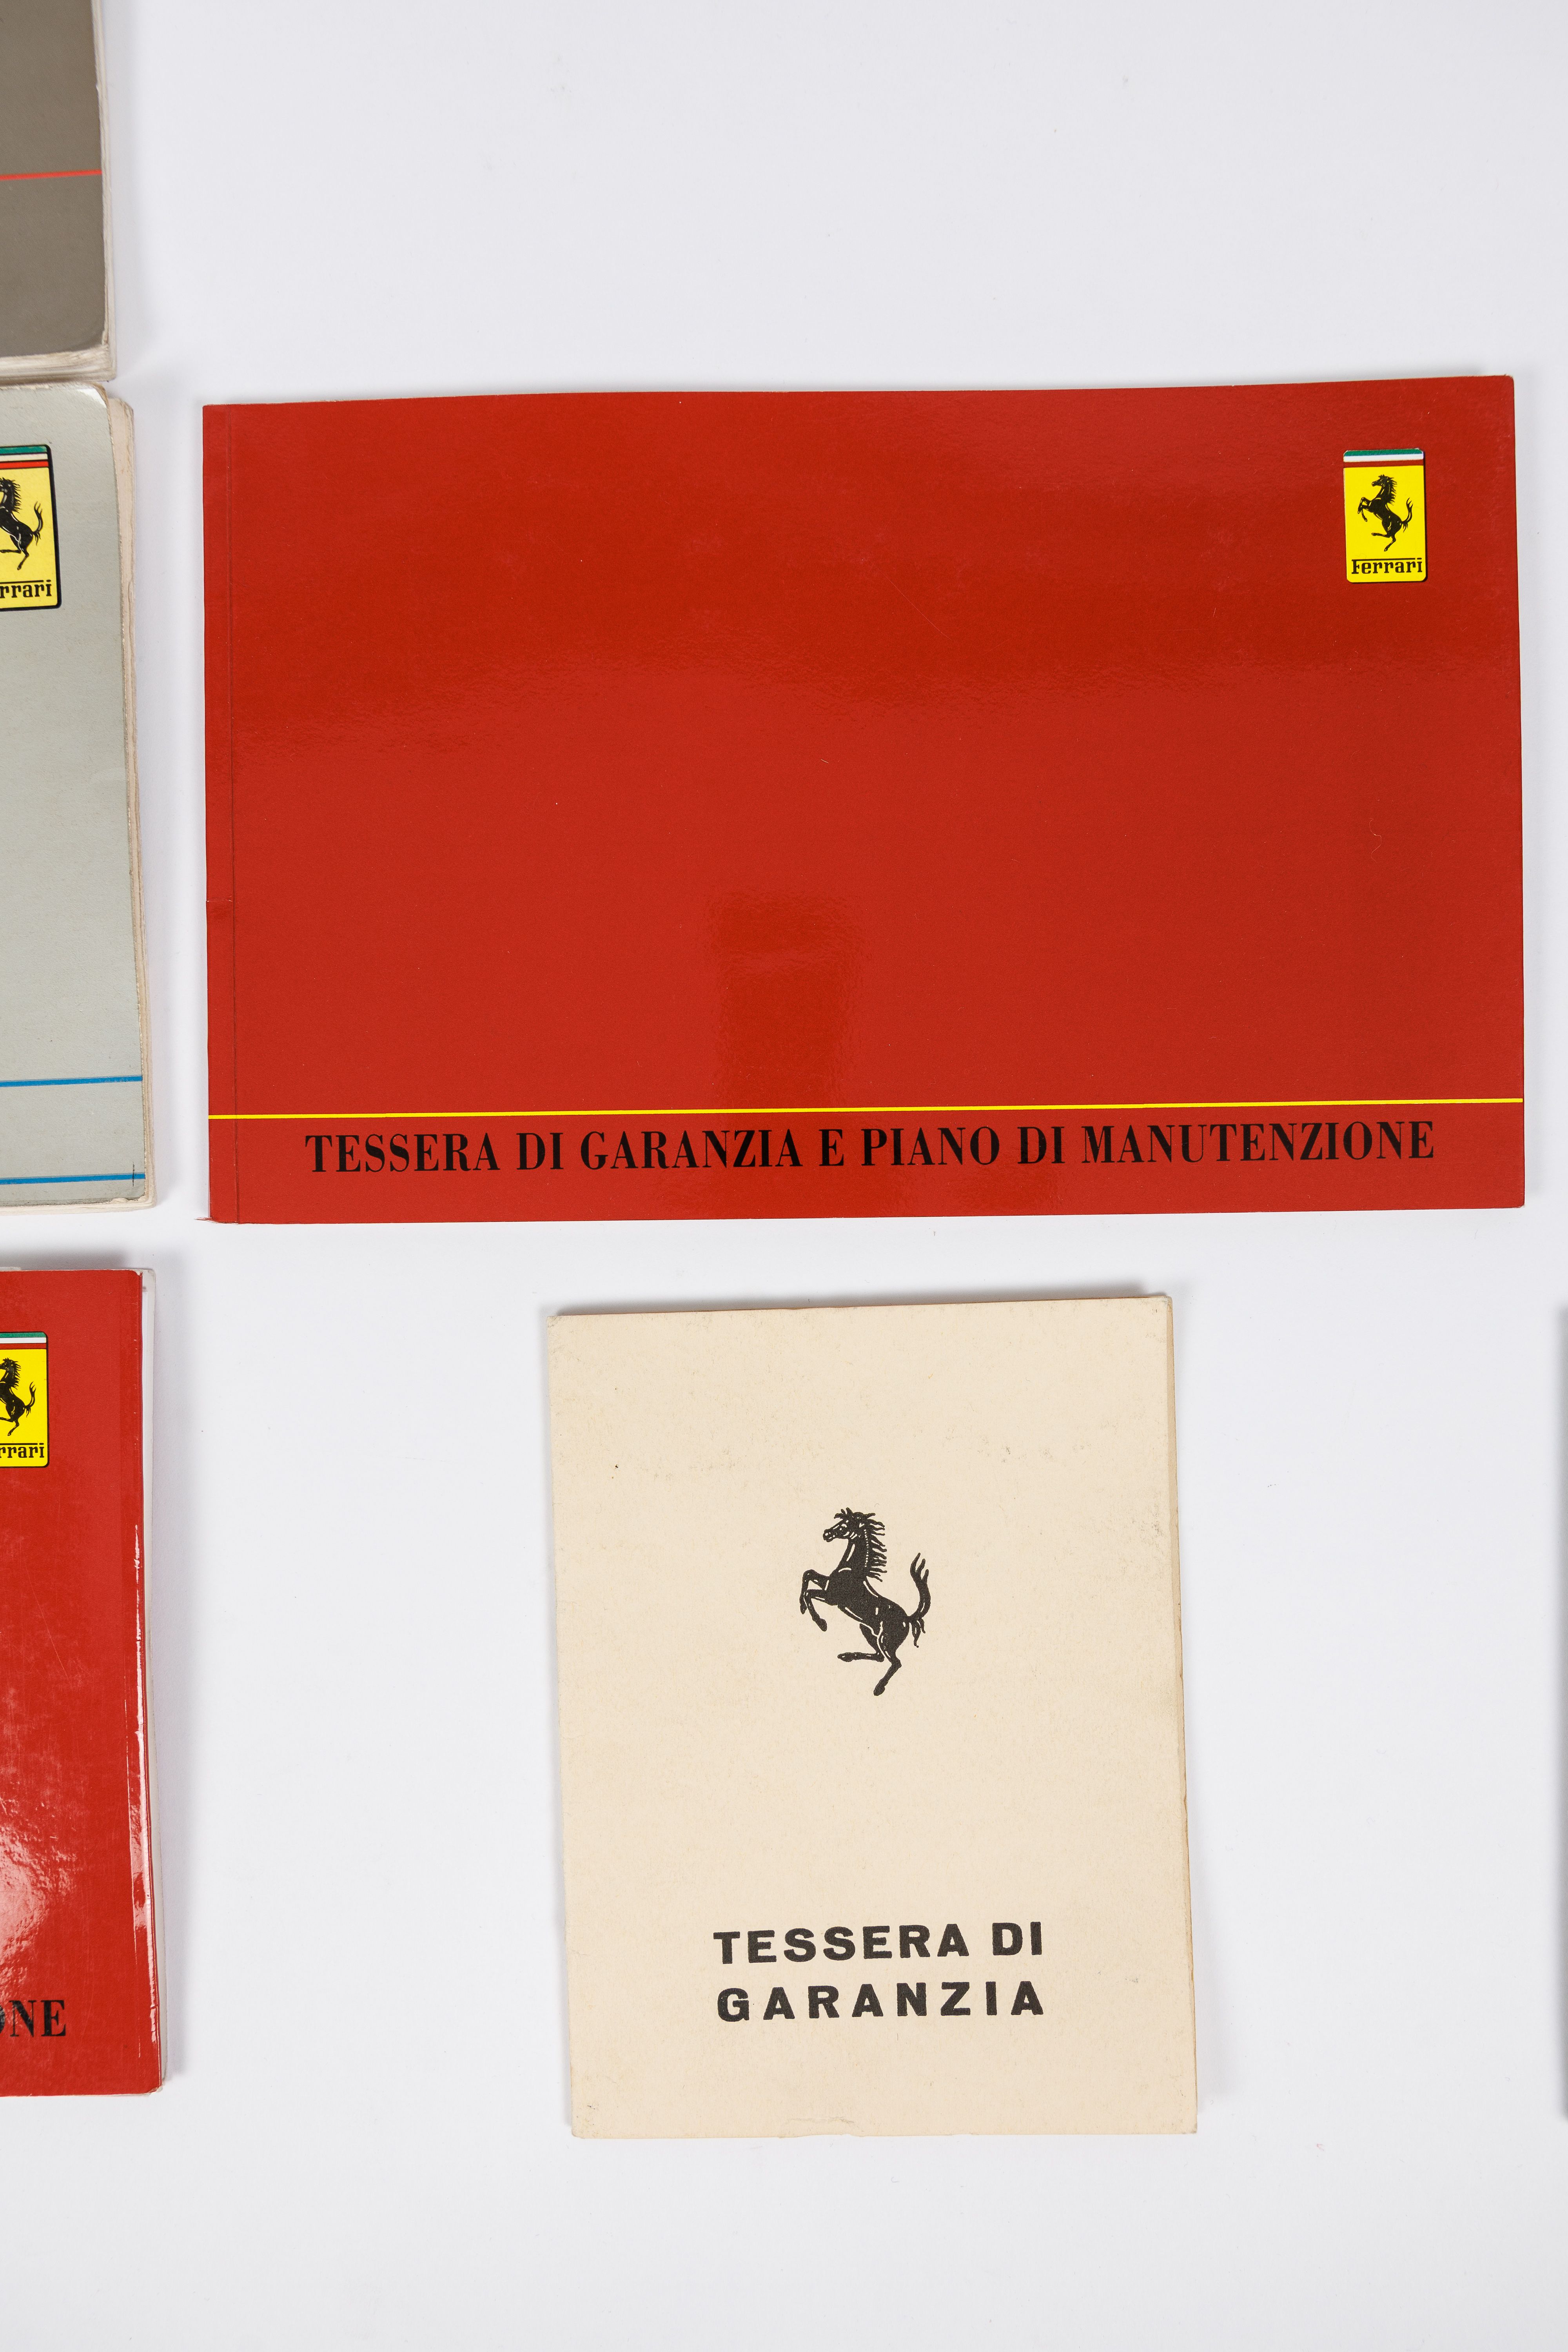 Ferrari
TESSERA DI GARANZIA E PIANO DI MANUTENZIONE
TESSERA DI
GARANZIA